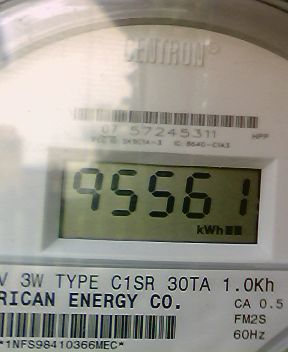 CENTRON®
07 57245311 HPP
95561
kWh
V 3W TYPE C1SR 30TA 1.0Kh
RICAN ENERGY CO. CA 0.5
FM2S
60Hz
*1NFS98410366MEC*